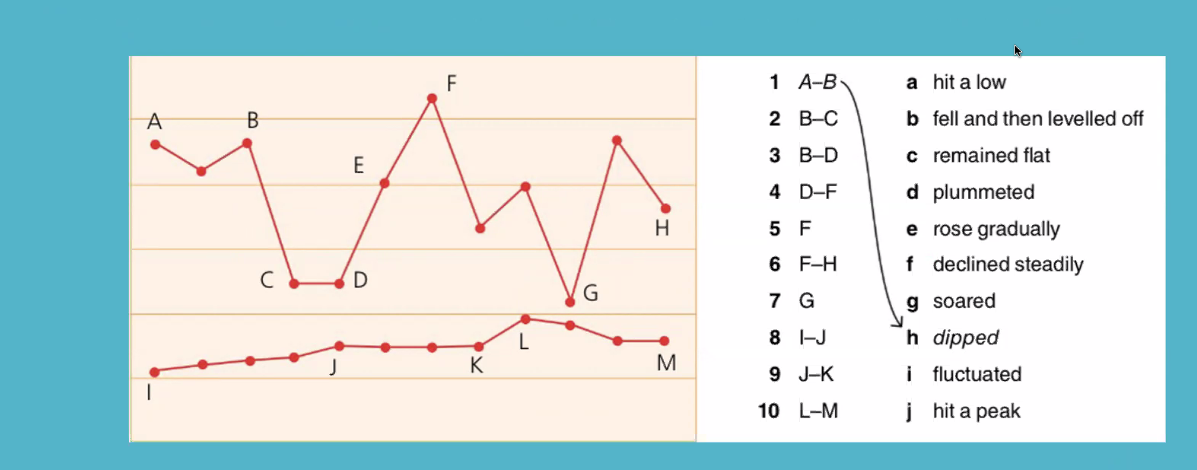 A
B
C
D
E
F
G
H
I
J
K
L
M
1 A–B a hit a low
2 B–C b fell and then levelled off
3 B–D c remained flat
4 D–F d plummeted
5 F e rose gradually
6 F–H f declined steadily
7 G g soared
8 I–J h dipped
9 J–K i fluctuated
10 L–M j hit a peak